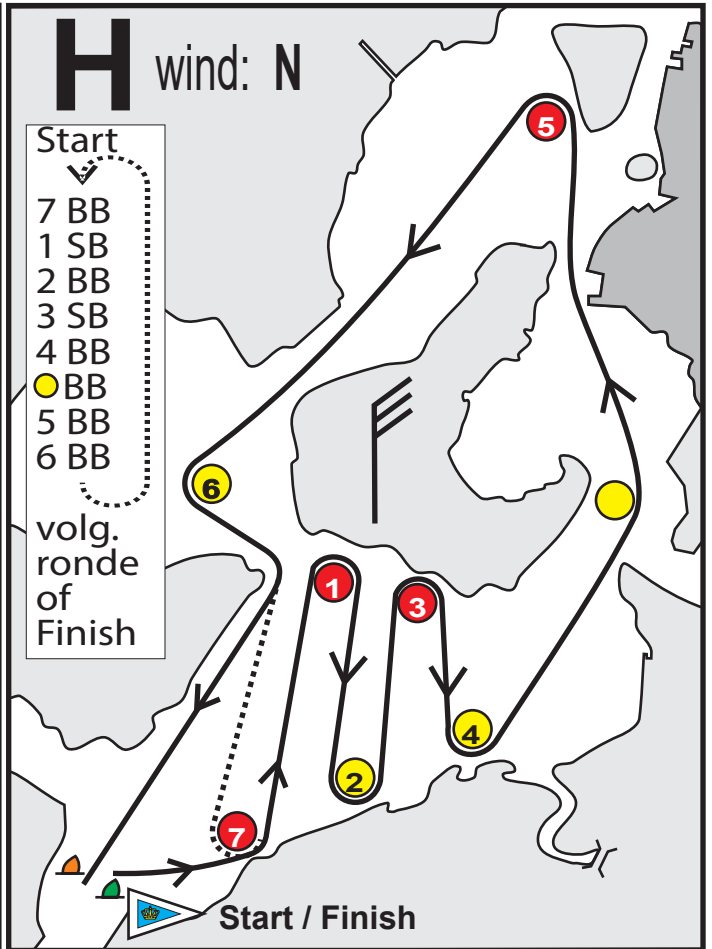 H wind: N
Start
7 BB
1 SB
2 BB
3 SB
4 BB
BB
5 BB
6 BB
volg.
ronde
of
Finish
5
6
1
3
4
2
7
Start / Finish